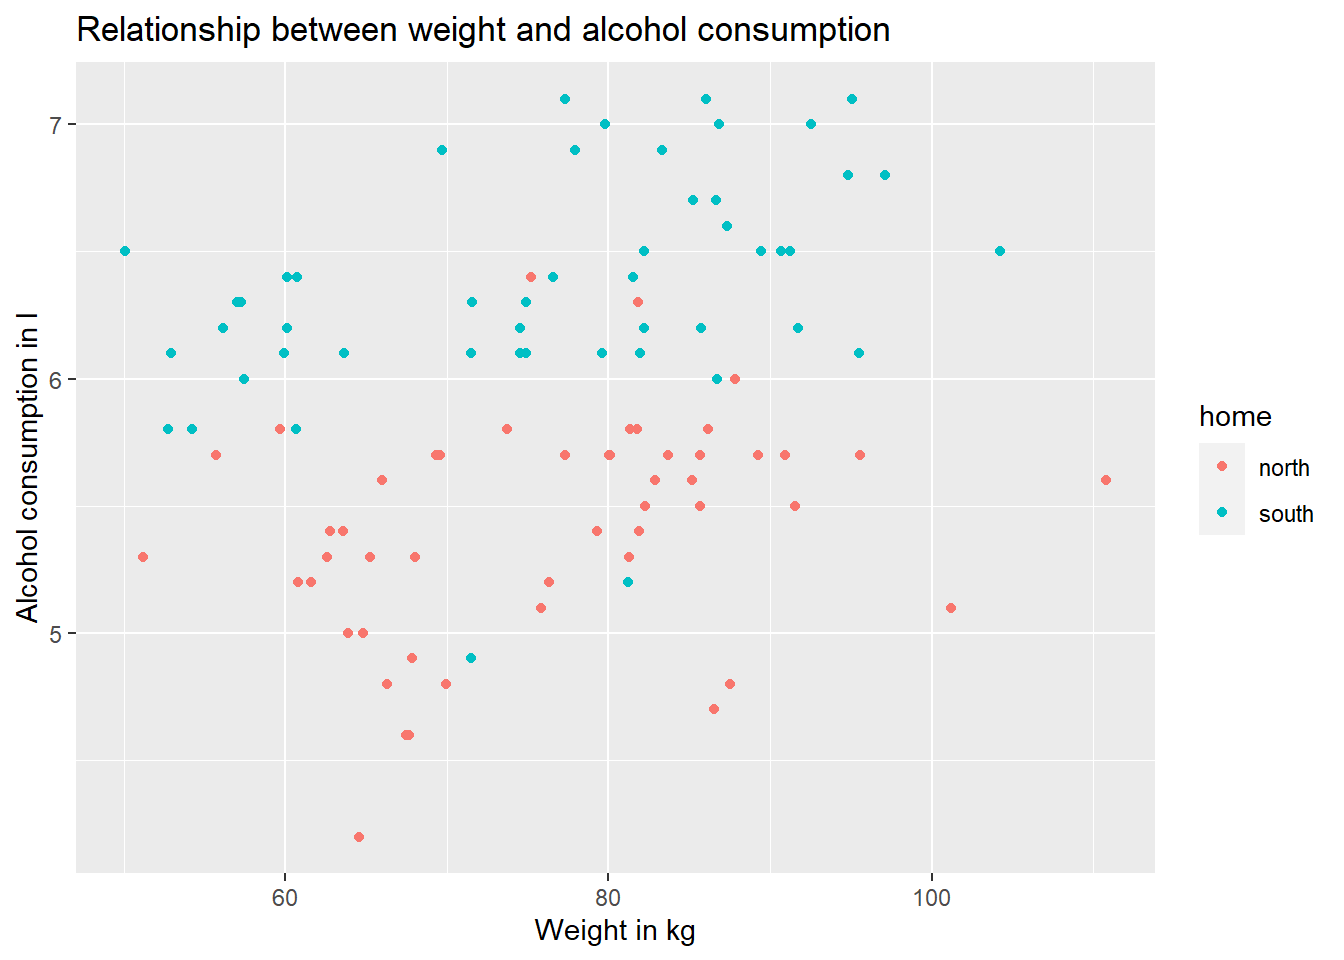 Relationship between weight and alcohol consumption
Alcohol consumption in l
7
6
5
60 80 100
Weight in kg
home
north
south